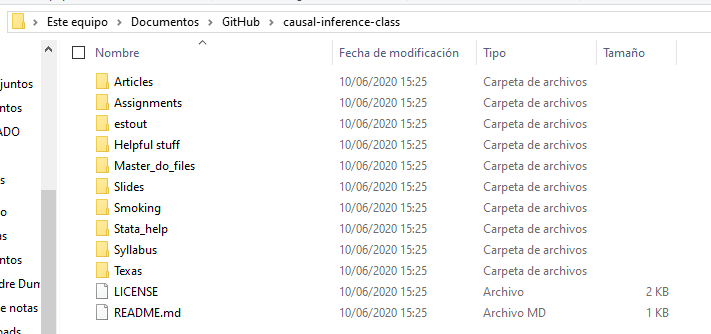 Este equipo > Documentos > GitHub > causal-inference-class
Nombre Fecha de modificación Tipo Tamaño
juntos Articles 10/06/2020 15:25 Carpeta de archivos
ntos Assignments 10/06/2020 15:25 Carpeta de archivos
ADO estout 10/06/2020 15:25 Carpeta de archivos
Helpful stuff 10/06/2020 15:25 Carpeta de archivos
s Master_do_files 10/06/2020 15:25 Carpeta de archivos
Slides 10/06/2020 15:25 Carpeta de archivos
o Smoking 10/06/2020 15:25 Carpeta de archivos
s Stata_help 10/06/2020 15:25 Carpeta de archivos
ntos Syllabus 10/06/2020 15:25 Carpeta de archivos
dre Dum Texas 10/06/2020 15:25 Carpeta de archivos
e notas LICENSE 10/06/2020 15:25 Archivo 2 KB
ads README.md 10/06/2020 15:25 Archivo MD 1 KB